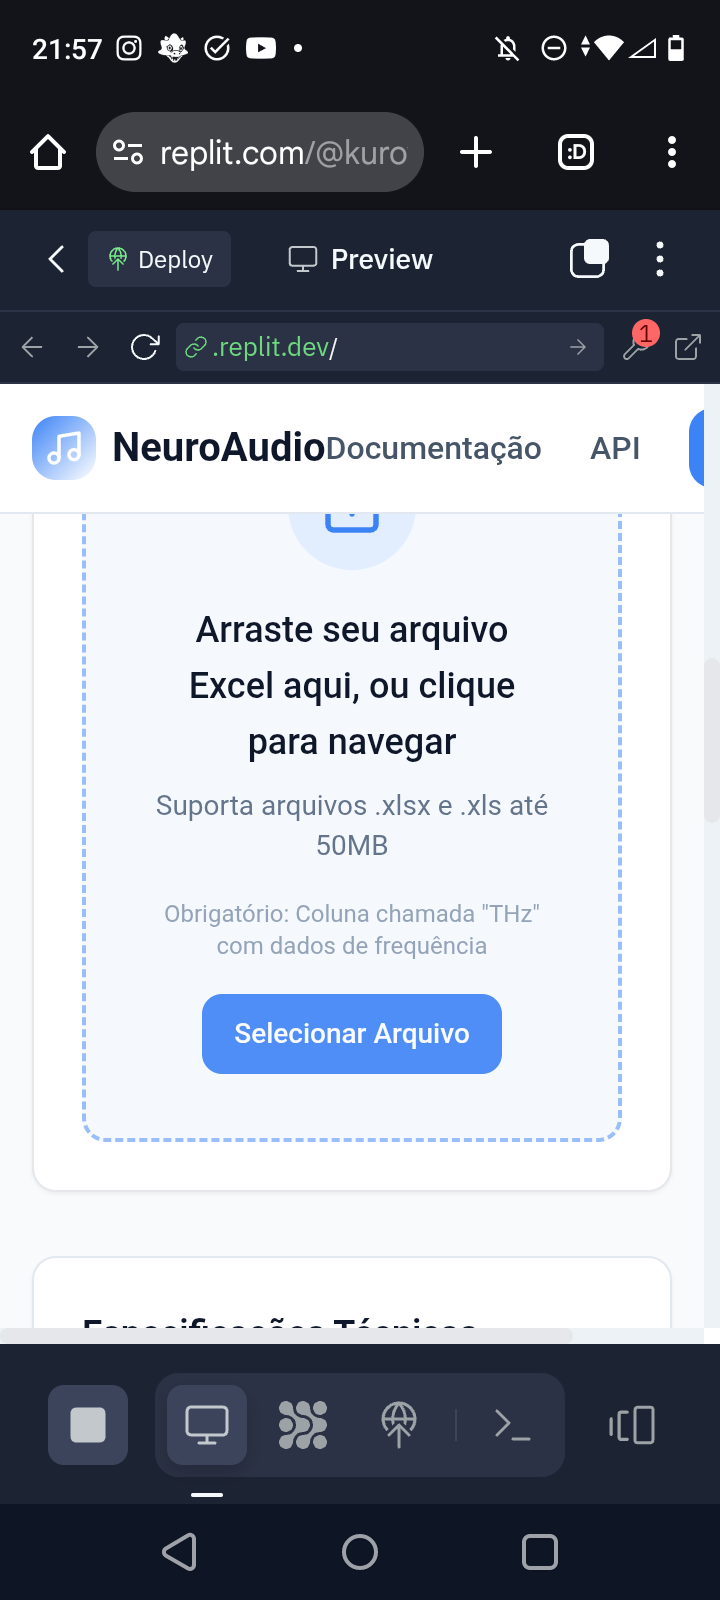 21:57
replit.com/@kuro
:D
Deploy
Preview
.replit.dev/
1
NeuroAudio
Documentação
API
Arraste seu arquivo
Excel aqui, ou clique
para navegar
Suporta arquivos .xlsx e .xls até
50MB
Obrigatório: Coluna chamada "THz"
com dados de frequência
Selecionar Arquivo
Especificações Técnicas